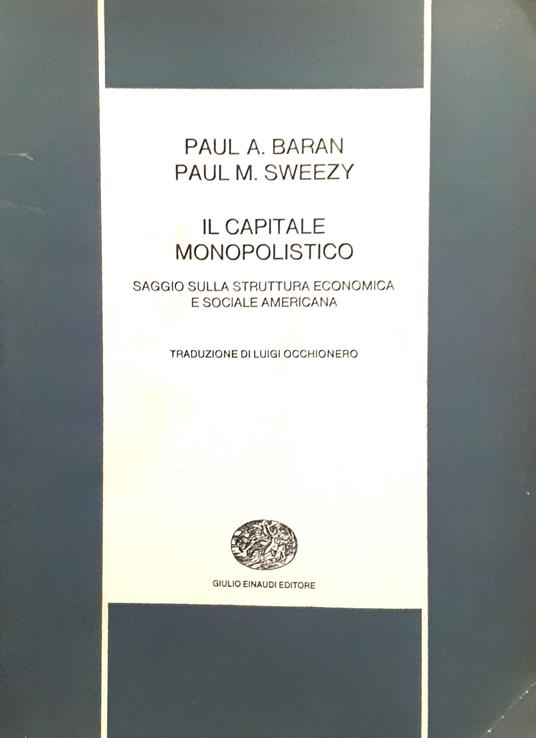 PAUL A. BARAN
PAUL M. SWEEZY
IL CAPITALE
MONOPOLISTICO
SAGGIO SULLA STRUTTURA ECONOMICA
E SOCIALE AMERICANA
TRADUZIONE DI LUIGI OCCHIONERO
GIULIO EINAUDI EDITORE